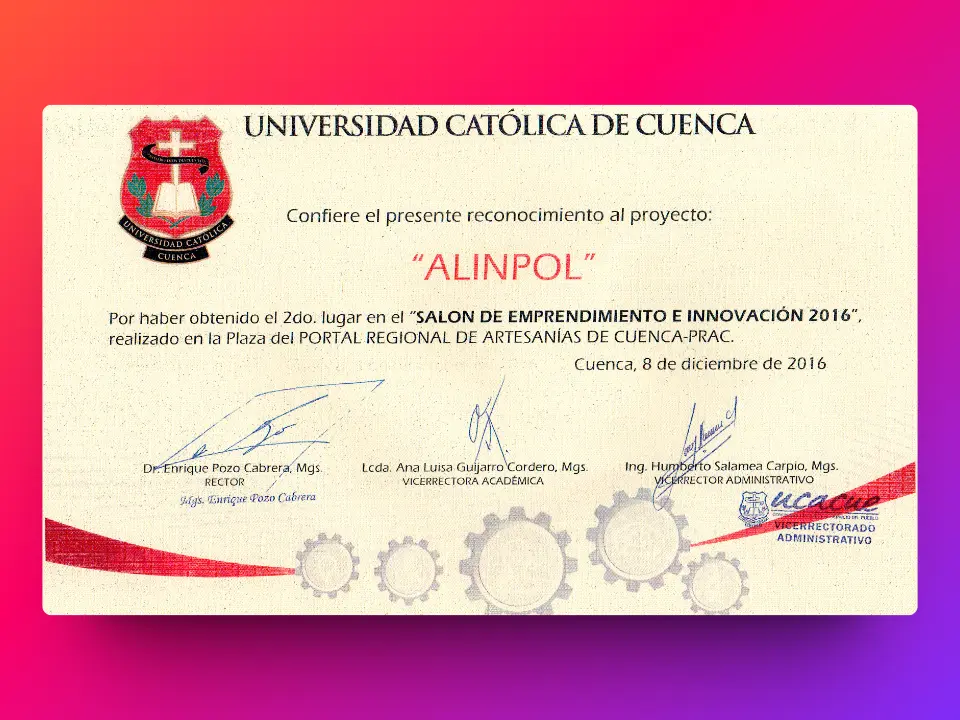 UNIVERSIDAD CATÓLICA DE CUENCA
UNIVERSIDAD CATÓLICA
CUENCA
Confiere el presente reconocimiento al proyecto:
"ALINPOL"
Por haber obtenido el 2do. lugar en el "SALON DE EMPRENDIMIENTO E INNOVACIÓN 2016",
realizado en la Plaza del PORTAL REGIONAL DE ARTESANÍAS DE CUENCA-PRAC.
Cuenca, 8 de diciembre de 2016
Dr. Enrique Pozo Cabrera, Mgs.
RECTOR
Mgs. Enrique Pozo Cabrera
Lcda. Ana Luisa Guijarro Cordero, Mgs.
VICERRECTORA ACADÉMICA
Ing. Humberto Salamea Carpio, Mgs.
VICERRECTOR ADMINISTRATIVO
ucacue
VICERRECTORADO
ADMINISTRATIVO